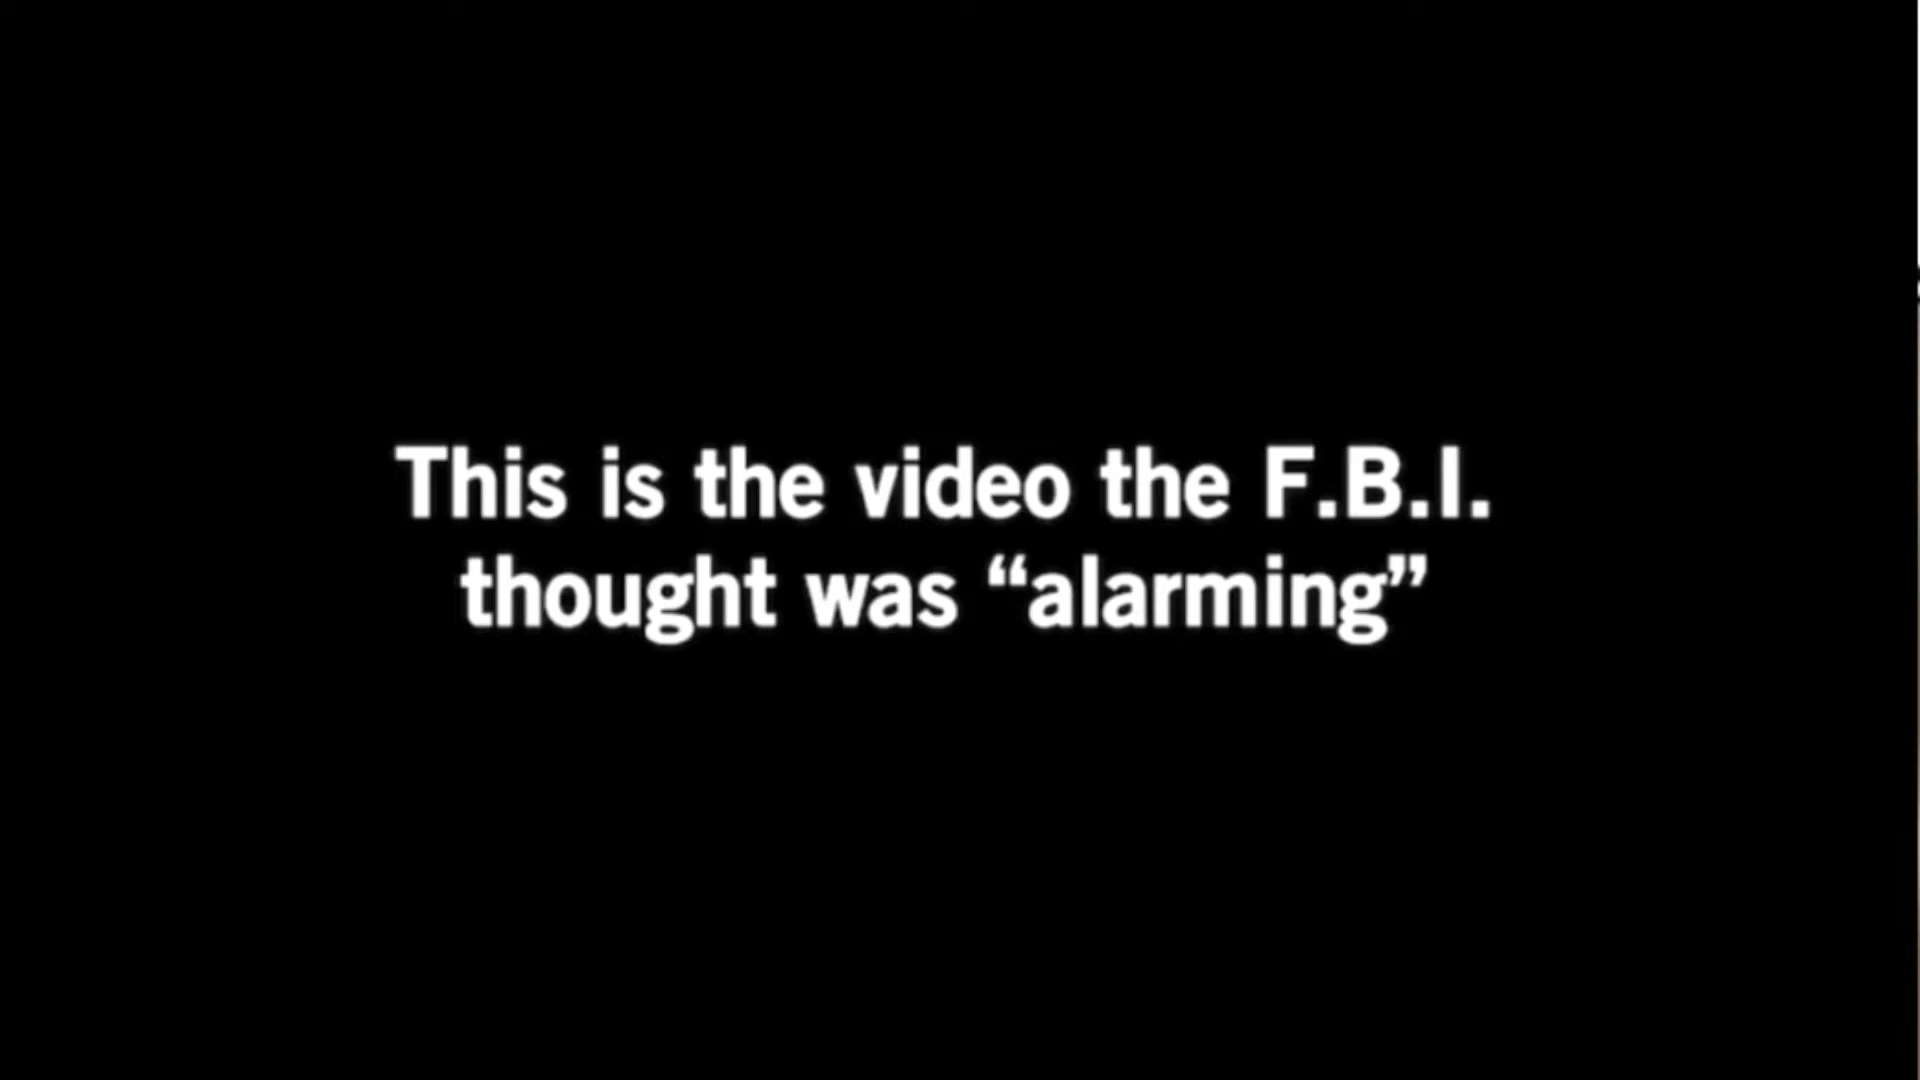 This is the video the F.B.I.
thought was “alarming”